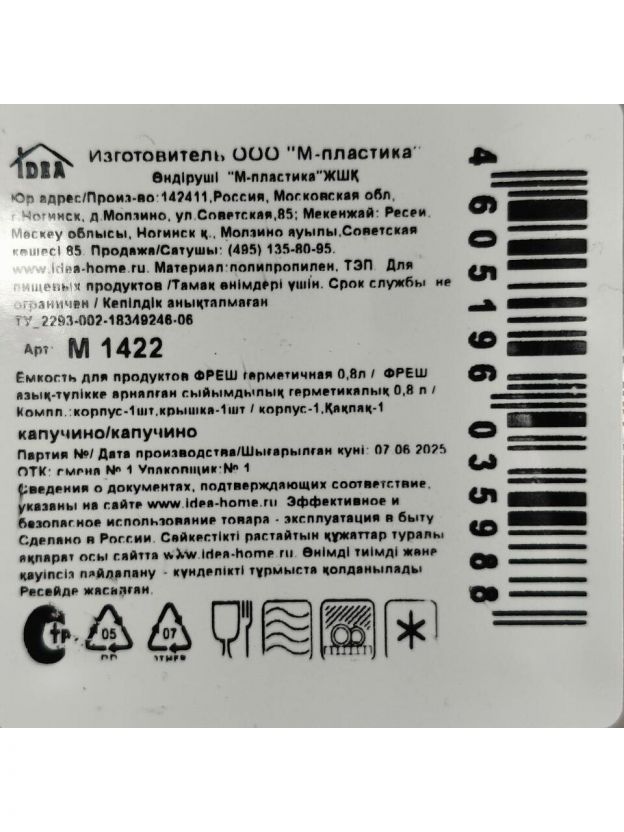 IDEA
Изготовитель ООО "М-пластика"
Өндіруші "М-пластика"ЖШҚ
Юр адрес/Произ-во:142411,Россия, Московская обл,
г.Ногинск, д.Молзино, ул.Советская,85; Мекенжай: Ресей,
Мәскеу облысы, Ногинск қ., Молзино ауылы,Советская
көшесі 85. Продажа/Сатушы: (495) 135-80-95.
www.idea-home.ru. Материал:полипропилен, ТЭП Для
пищевых продуктов /Тамак өнімдері үшін. Срок службы не
ограничен / Кепілдік анықталмаған
ТУ_2293-002-18349246-06
Арт: М 1422
Емкость для продуктов ФРЕШ герметичная 0,8л / ФРЕШ
азық-түлікке арналған сыйымдылық герметикалық 0,8 л /
Компл.:корпус-1шт,крышка-1шт / корпус-1,Қақпақ-1
капучино/капучино
Партия №/ Дата производства/Шығарылған күні: 07 06 2025
ОТК: смена № 1 Упаковщик:№ 1
Сведения о документах, подтверждающих соответствие,
указаны на сайте www.idea-home.ru Эффективное и
безопасное использование товара - эксплуатация в быту
Сделано в России. Сәйкестікті растайтын құжаттар туралы
ақпарат осы сайтта www.idea-home.ru. Өнімді тиімді және
қауіпсіз пайдалану - күнделікті тұрмыста қолданылады
Ресейде жасалған.
тр
05
PP
07
OTHER
4 605196 035988